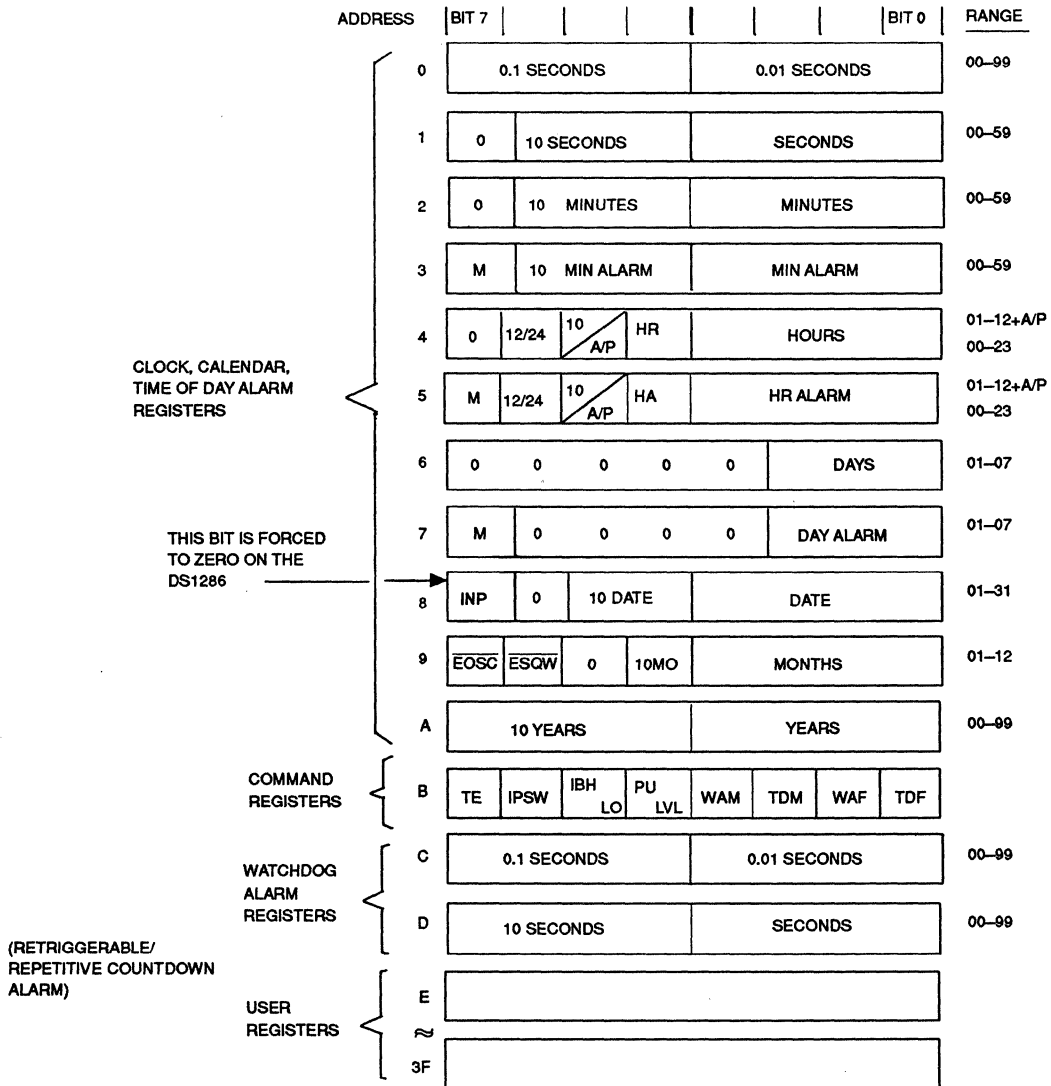 ADDRESS BIT 7 BIT 0 RANGE
0 0.1 SECONDS 0.01 SECONDS 00–99
1 0 10 SECONDS SECONDS 00–59
2 0 10 MINUTES MINUTES 00–59
3 M 10 MIN ALARM MIN ALARM 00–59
4 0 12/24 10 A/P HR HOURS 01–12+A/P
00–23
CLOCK, CALENDAR,
TIME OF DAY ALARM
REGISTERS
5 M 12/24 10 A/P HA HR ALARM 01–12+A/P
00–23
6 0 0 0 0 0 DAYS 01–07
7 M 0 0 0 0 DAY ALARM 01–07
THIS BIT IS FORCED
TO ZERO ON THE
DS1286
8 INP 0 10 DATE DATE 01–31
9 EOSC ESQW 0 10MO MONTHS 01–12
A 10 YEARS YEARS 00–99
COMMAND
REGISTERS
B TE IPSW IBH LO PU LVL WAM TDM WAF TDF
C 0.1 SECONDS 0.01 SECONDS 00–99
WATCHDOG
ALARM
REGISTERS
D 10 SECONDS SECONDS 00–99
(RETRIGGERABLE/
REPETITIVE COUNTDOWN
ALARM)
E
USER
REGISTERS
≈
3F